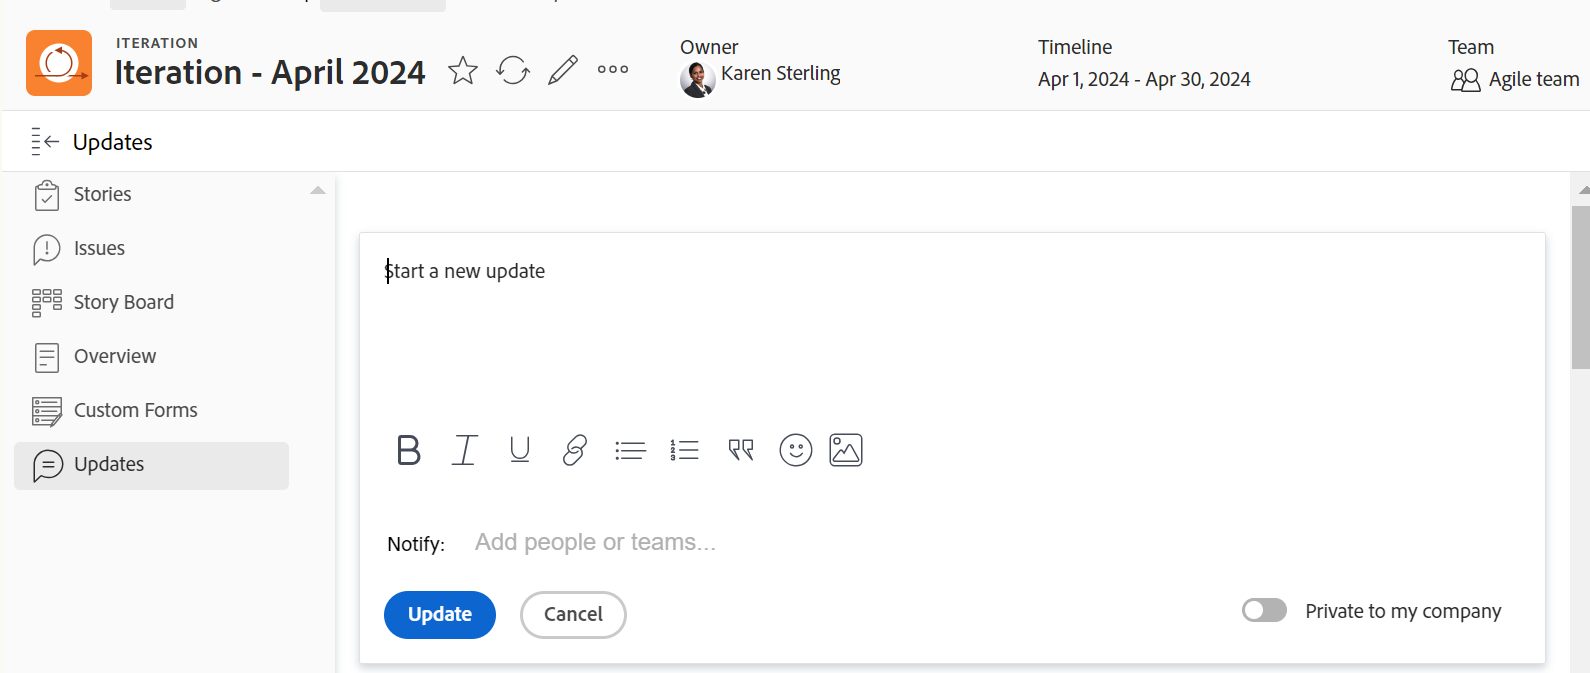 ITERATION
Iteration - April 2024
Owner
Karen Sterling
Timeline
Apr 1, 2024 - Apr 30, 2024
Team
Agile team
Updates
Stories
Issues
Story Board
Overview
Custom Forms
Updates
Start a new update
Notify: Add people or teams...
Update
Cancel
Private to my company